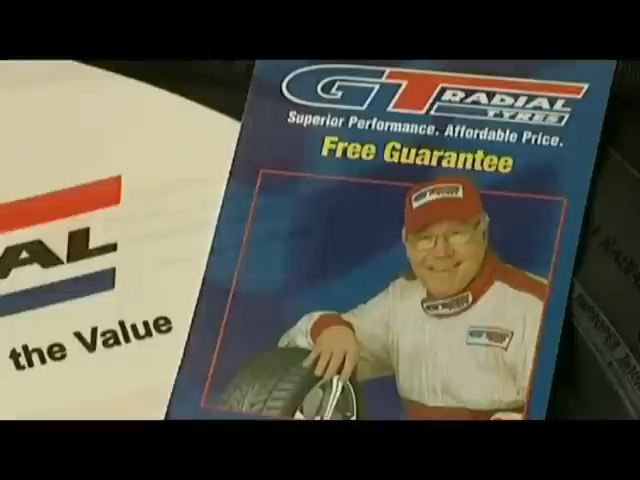 GT RADIAL
TYRES
Superior Performance. Affordable Price.
Free Guarantee
AL
the Value